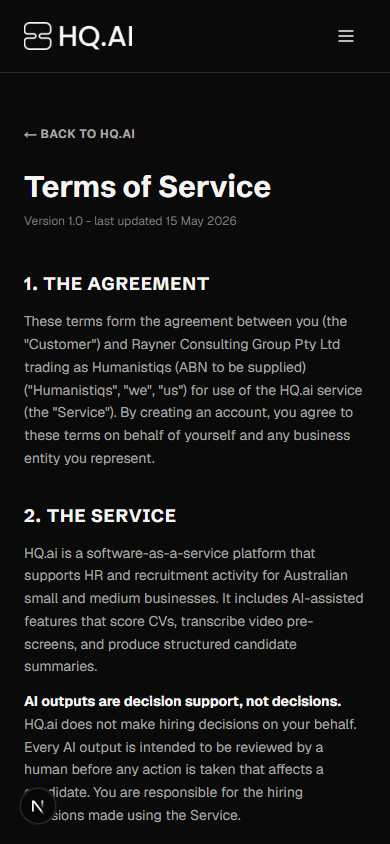 HQ.AI
← BACK TO HQ.AI
Terms of Service
Version 1.0 - last updated 15 May 2026
1. THE AGREEMENT
These terms form the agreement between you (the
"Customer") and Rayner Consulting Group Pty Ltd
trading as Humanistiqs (ABN to be supplied)
("Humanistiqs", "we", "us") for use of the HQ.ai service
(the "Service"). By creating an account, you agree to
these terms on behalf of yourself and any business
entity you represent.
2. THE SERVICE
HQ.ai is a software-as-a-service platform that
supports HR and recruitment activity for Australian
small and medium businesses. It includes AI-assisted
features that score CVs, transcribe video pre-
screens, and produce structured candidate
summaries.
AI outputs are decision support, not decisions.
HQ.ai does not make hiring decisions on your behalf.
Every AI output is intended to be reviewed by a
human before any action is taken that affects a
You are responsible for the hiring
N
made using the Service.